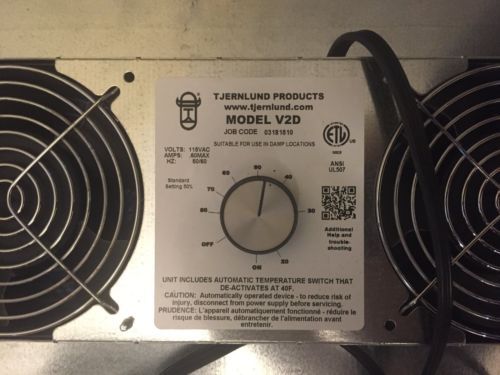 TJERNLUND PRODUCTS
www.tjernlund.com
MODEL V2D
JOB CODE 03181810
SUITABLE FOR USE IN DAMP LOCATIONS
VOLTS: 115VAC
AMPS: .60MAX
HZ: 50/60
Standard
Setting 50%
ETL
ANSI
UL507
90
80
70
60
OFF
40
30
20
ON
Additional
Help and
trouble-
shooting
UNIT INCLUDES AUTOMATIC TEMPERATURE SWITCH THAT
DE-ACTIVATES AT 40F.
CAUTION: Automatically operated device - to reduce risk of
injury, disconnect from power supply before servicing.
PRUDENCE: L'appareil automatiquement fonctionné - réduire le
risque de blessure, débrancher de l'alimentation avant
entretenir.